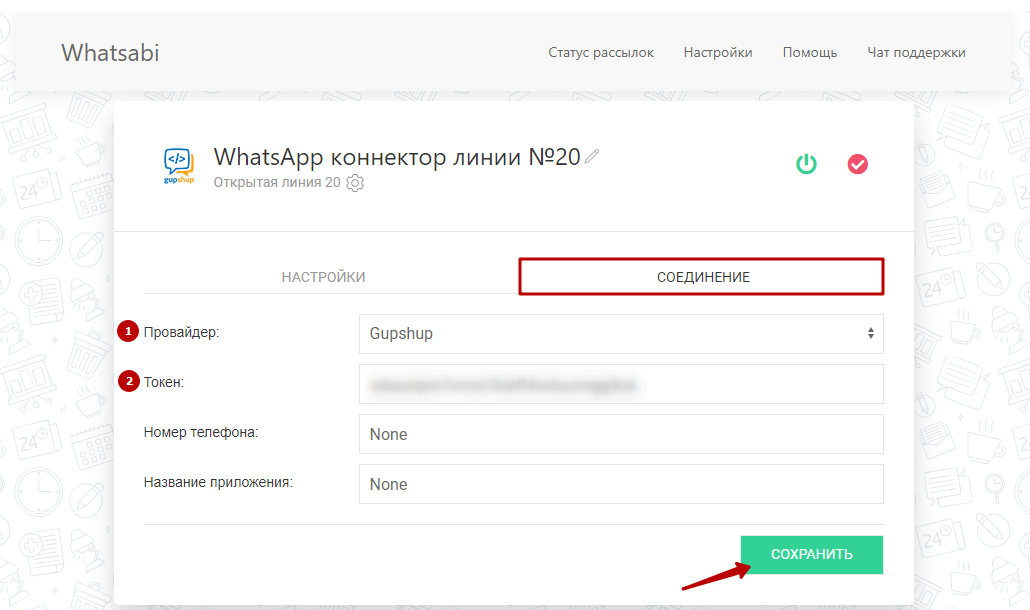 Whatsabi
Статус рассылок Настройки Помощь Чат поддержки
</> gupshup
WhatsApp коннектор линии №20
Открытая линия 20
НАСТРОЙКИ СОЕДИНЕНИЕ
1 Провайдер: Gupshup
2 Токен:
Номер телефона: None
Название приложения: None
СОХРАНИТЬ